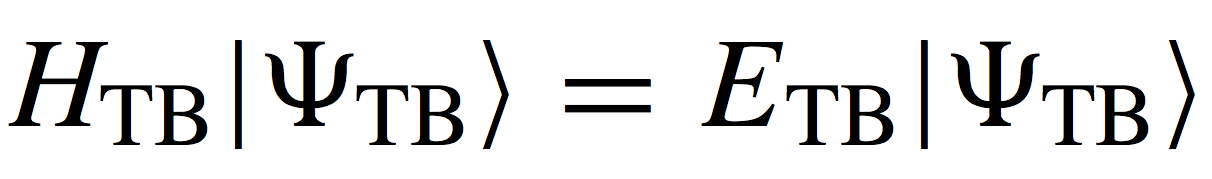 H_TB|Ψ_TB⟩ = E_TB|Ψ_TB⟩